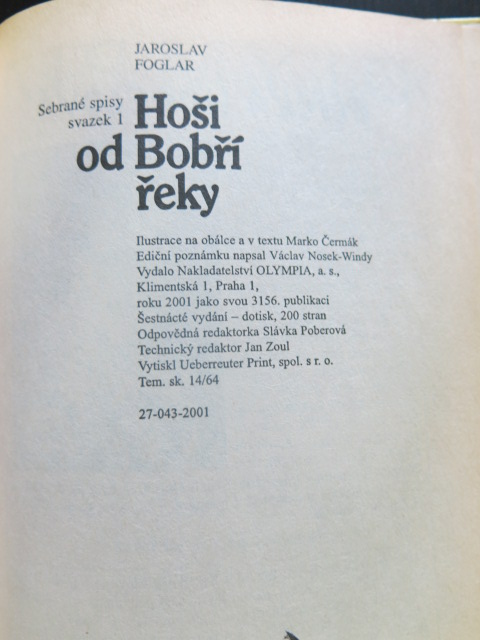 JAROSLAV
FOGLAR
Sebrané spisy
svazek 1
Hoši
od Bobří
řeky
Ilustrace na obálce a v textu Marko Čermák
Ediční poznámku napsal Václav Nosek-Windy
Vydalo Nakladatelství OLYMPIA, a. s.,
Klimentská 1, Praha 1,
roku 2001 jako svou 3156. publikaci
Šestnácté vydání – dotisk, 200 stran
Odpovědná redaktorka Slávka Poberová
Technický redaktor Jan Zoul
Vytiskl Ueberreuter Print, spol. s r. o.
Tem. sk. 14/64
27-043-2001